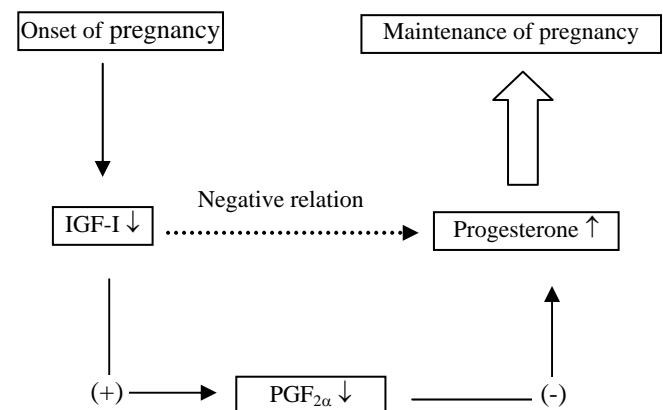 Onset of pregnancy
Maintenance of pregnancy
Negative relation
IGF-I ↓
Progesterone ↑
(+)
PGF2α ↓
(-)